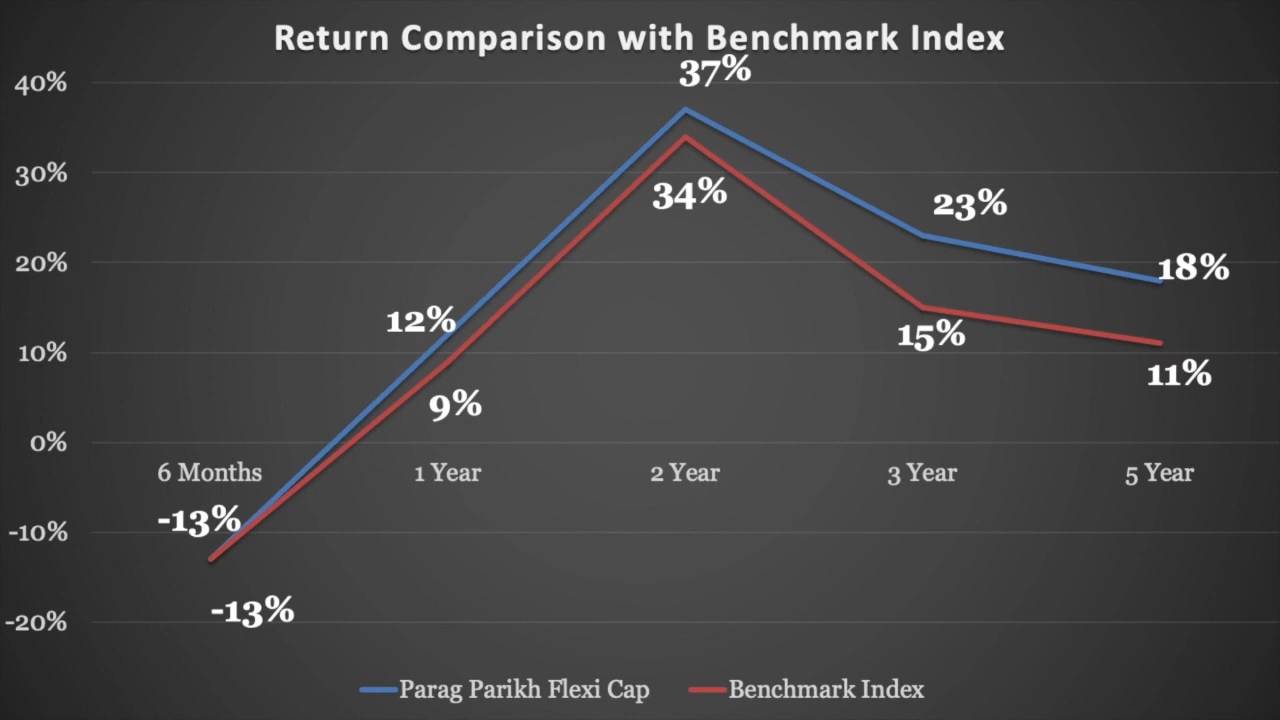 Return Comparison with Benchmark Index
40%
30%
20%
10%
0%
-10%
-20%
37%
34%
23%
18%
12%
15%
11%
9%
-13%
-13%
6 Months
1 Year
2 Year
3 Year
5 Year
Parag Parikh Flexi Cap
Benchmark Index